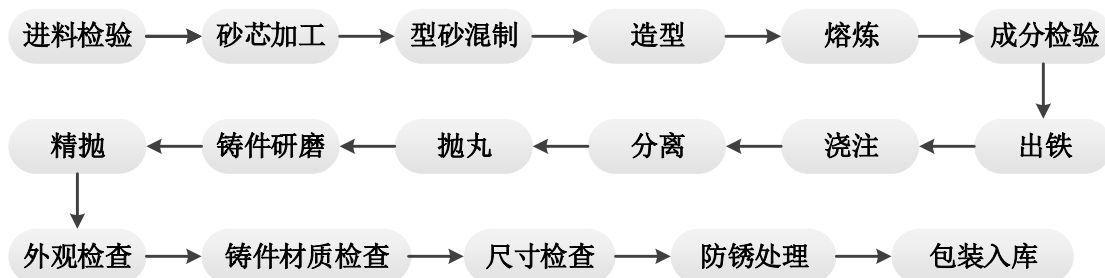 进料检验 砂芯加工 型砂混制 造型 熔炼 成分检验
精抛 铸件研磨 抛丸 分离 浇注 出铁
外观检查 铸件材质检查 尺寸检查 防锈处理 包装入库